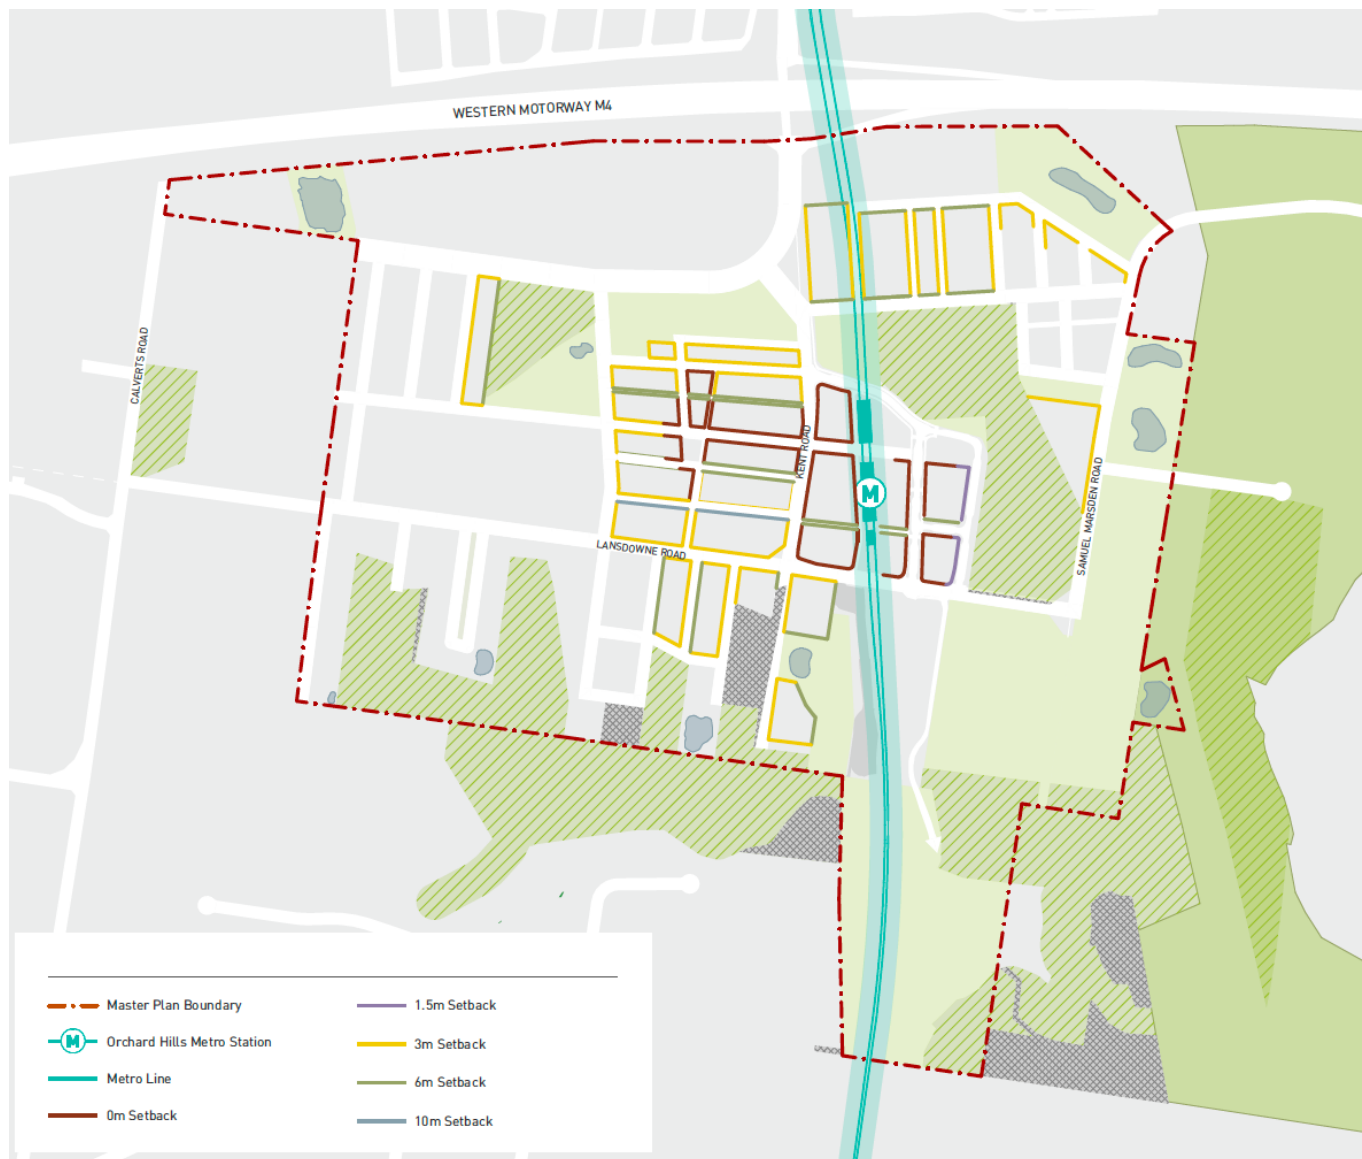 WESTERN MOTORWAY M4
CALVERTS ROAD
KENT ROAD
SAMUEL MARSDEN ROAD
M
LANSDOWNE ROAD
Master Plan Boundary
M Orchard Hills Metro Station
Metro Line
0m Setback
1.5m Setback
3m Setback
6m Setback
10m Setback